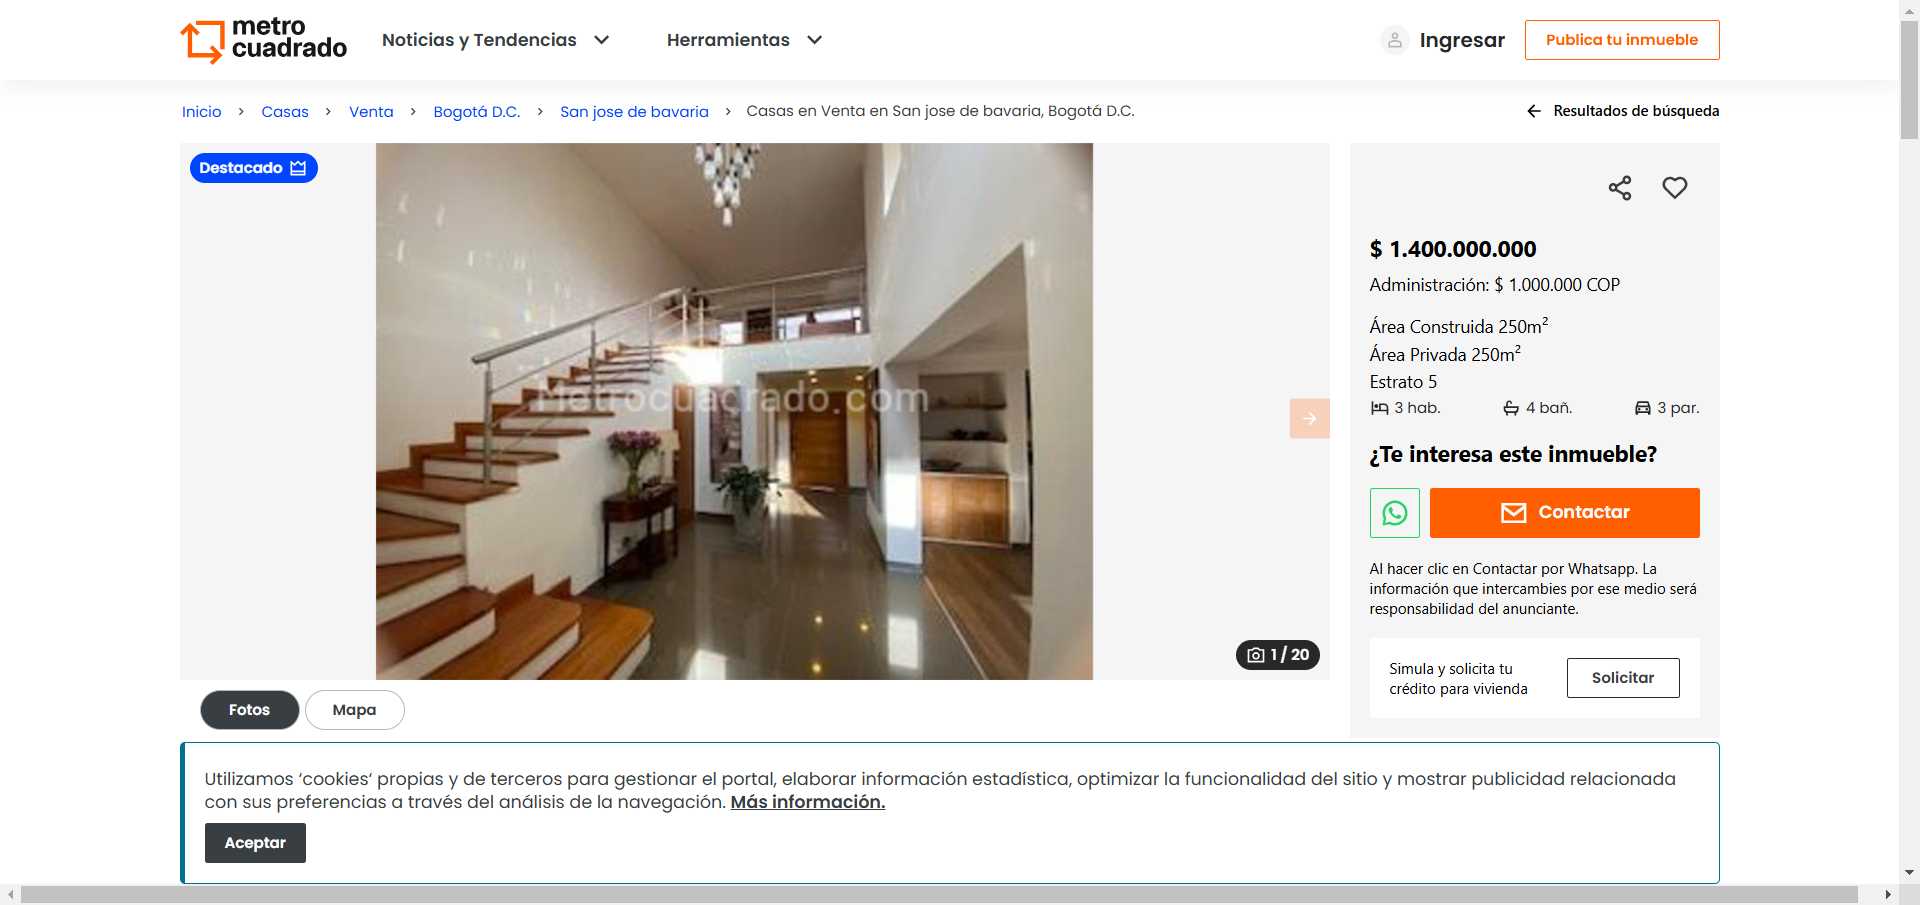 metro
cuadrado
Noticias y Tendencias
Herramientas
Ingresar
Publica tu inmueble
Inicio > Casas > Venta > Bogotá D.C. > San jose de bavaria > Casas en Venta en San jose de bavaria, Bogotá D.C.
← Resultados de búsqueda
Destacado
Metrocuadrado.com
1 / 20
Fotos
Mapa
$ 1.400.000.000
Administración: $ 1.000.000 COP
Área Construida 250m²
Área Privada 250m²
Estrato 5
3 hab.
4 bañ.
3 par.
¿Te interesa este inmueble?
Contactar
Al hacer clic en Contactar por Whatsapp. La
información que intercambies por ese medio será
responsabilidad del anunciante.
Simula y solicita tu
crédito para vivienda
Solicitar
Utilizamos ‘cookies‘ propias y de terceros para gestionar el portal, elaborar información estadística, optimizar la funcionalidad del sitio y mostrar publicidad relacionada
con sus preferencias a través del análisis de la navegación. Más información.
Aceptar